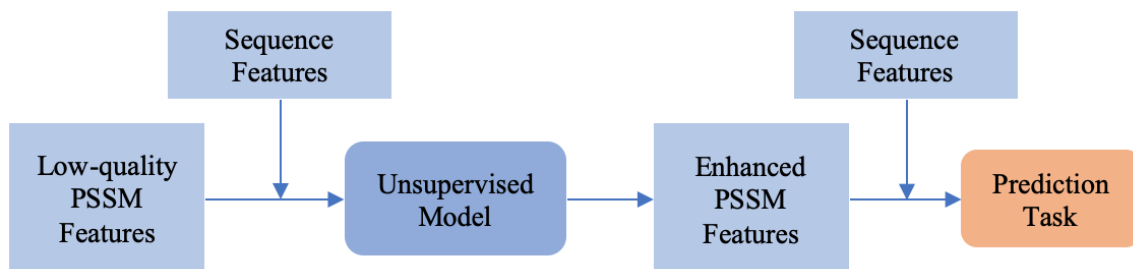 Sequence
Features
Sequence
Features
Low-quality
PSSM
Features
Unsupervised
Model
Enhanced
PSSM
Features
Prediction
Task